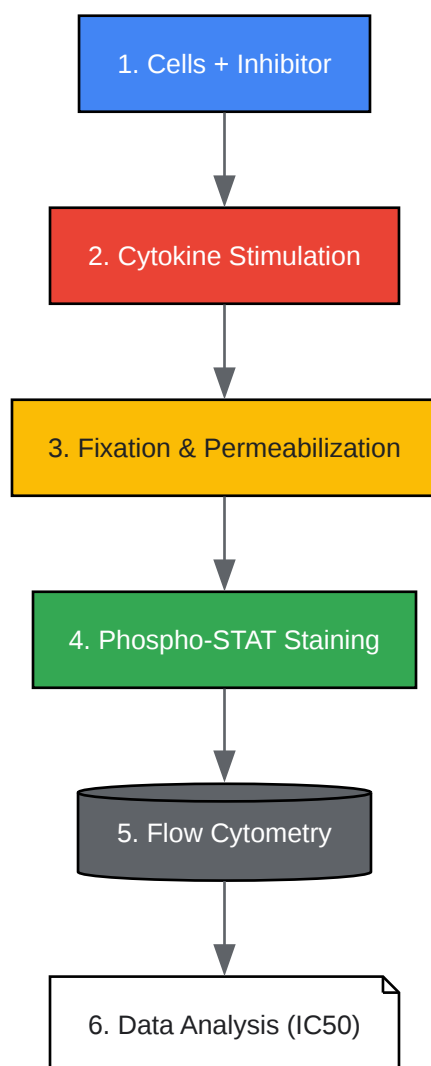 1. Cells + Inhibitor
2. Cytokine Stimulation
3. Fixation & Permeabilization
4. Phospho-STAT Staining
5. Flow Cytometry
6. Data Analysis (IC50)